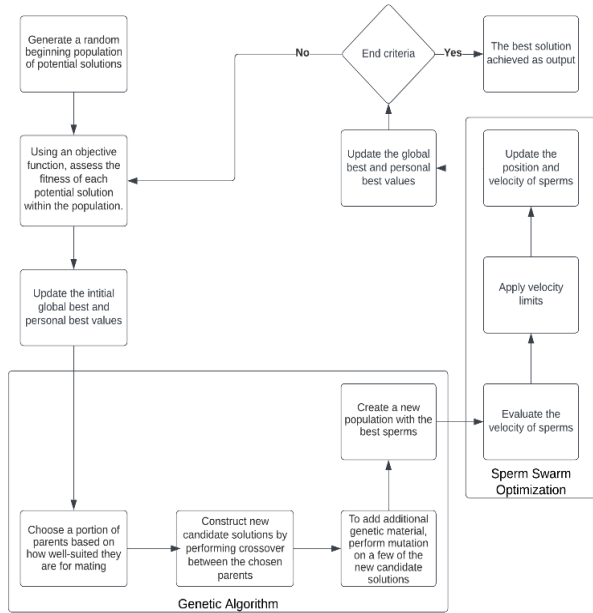 Generate a random
beginning population
of potential solutions
No
End criteria
Yes
The best solution
achieved as output
Using an objective
function, assess the
fitness of each
potential solution
within the population.
Update the global
best and personal
best values
Update the
position and
velocity of sperms
Update the intitial
global best and
personal best values
Apply velocity
limits
Create a new
population with the
best sperms
Evaluate the
velocity of sperms
Sperm Swarm
Optimization
Choose a portion of
parents based on
how well-suited they
are for mating
Construct new
candidate solutions by
performing crossover
between the chosen
parents
To add additional
genetic material,
perform mutation
on a few of the
new candidate
solutions
Genetic Algorithm